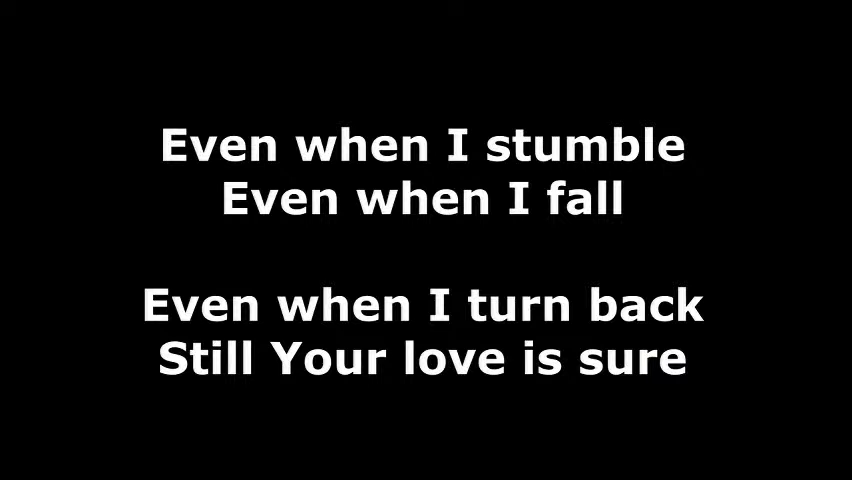 Even when I stumble
Even when I fall
Even when I turn back
Still Your love is sure